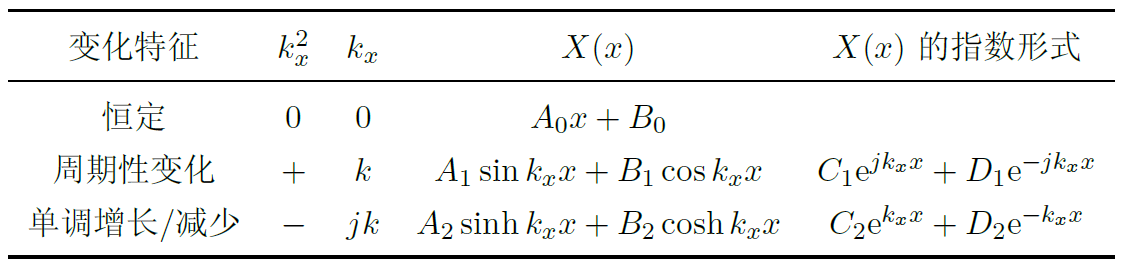 变化特征 k_x^2 k_x X(x) X(x) 的指数形式
恒定 0 0 A_0x + B_0
周期性变化 + k A_1 sin k_xx + B_1 cos k_xx C_1e^{jk_xx} + D_1e^{-jk_xx}
单调增长/减少 − jk A_2 sinh k_xx + B_2 cosh k_xx C_2e^{k_xx} + D_2e^{-k_xx}